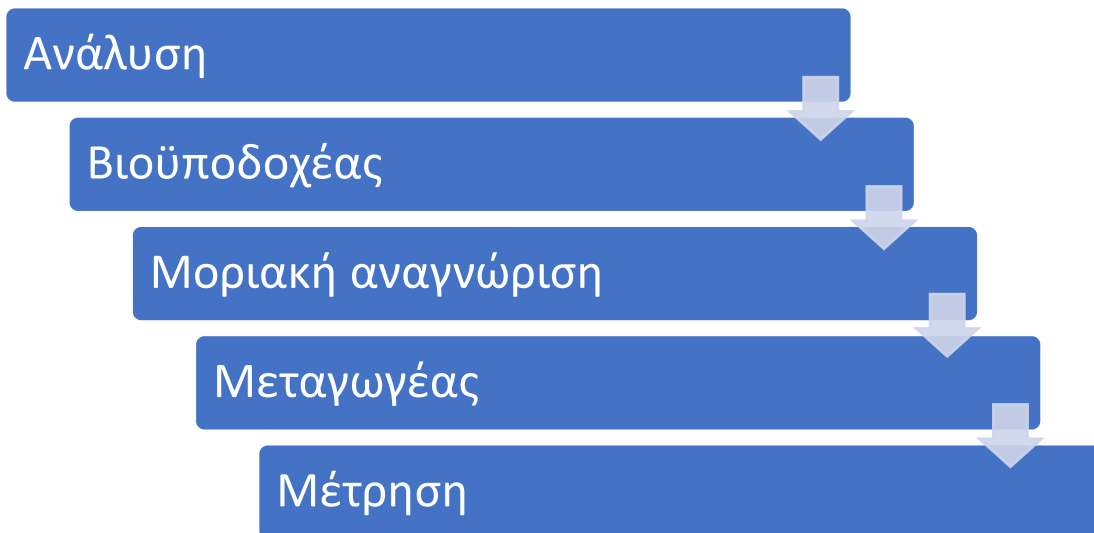 Ανάλυση
Βιοϋποδοχέας
Μοριακή αναγνώριση
Μεταγωγέας
Μέτρηση